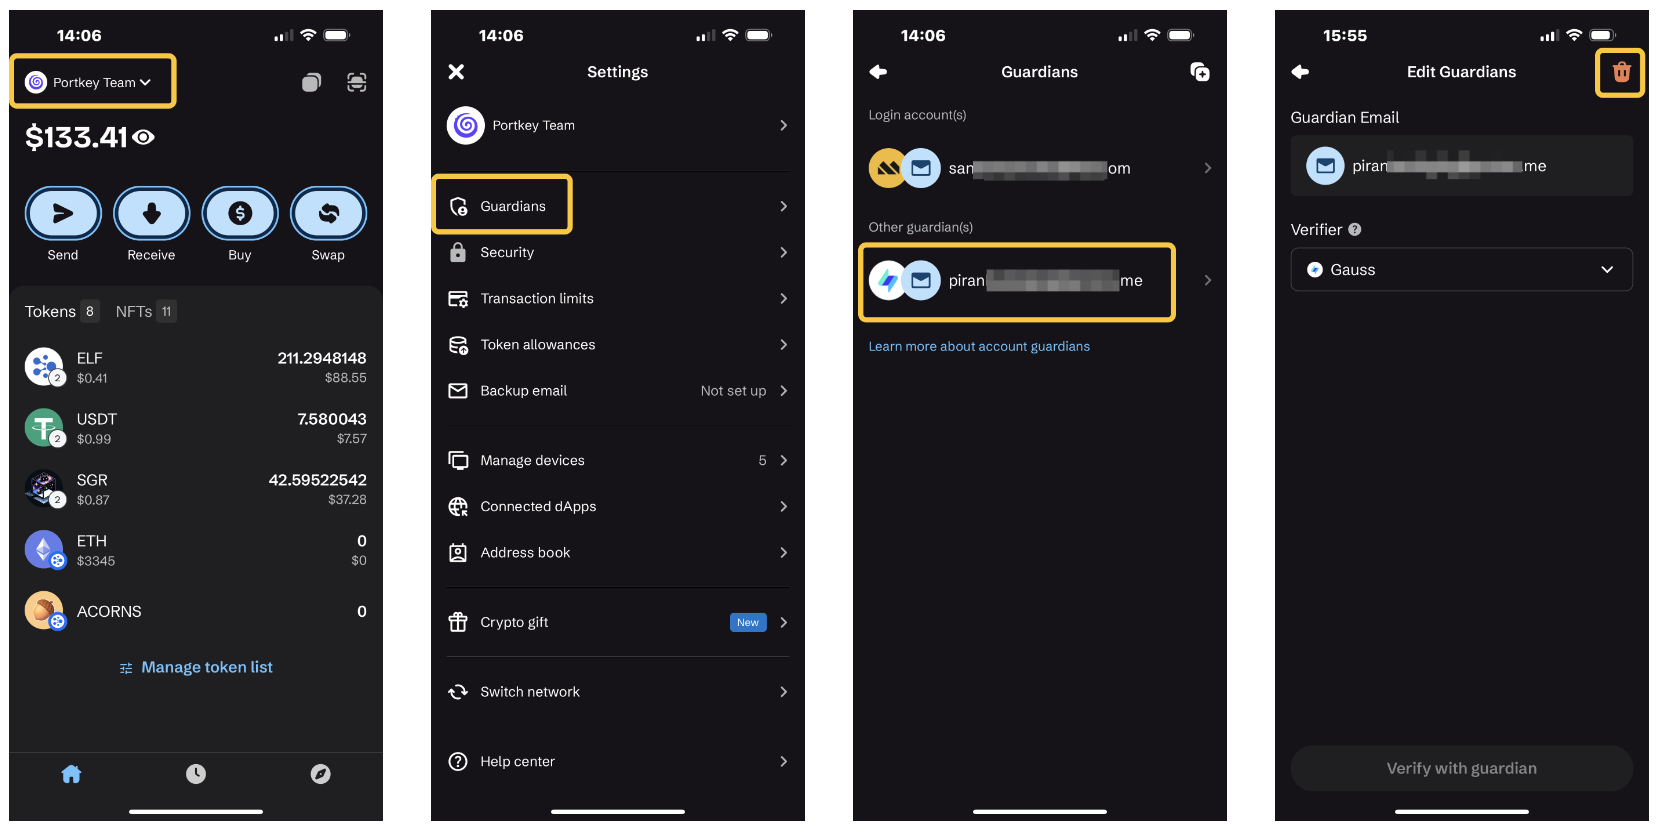 14:06
Portkey Team
$133.41
Send Receive Buy Swap
Tokens 8 NFTs 11
ELF 211.2948148
$0.41 $88.55
2
USDT 7.580043
$0.99 $7.57
2
SGR 42.59522542
$0.87 $37.28
2
ETH 0
$3345 $0
ACORNS 0
Manage token list
14:06
Settings
Portkey Team
Guardians
Security
Transaction limits
Token allowances
Backup email Not set up
Manage devices 5
Connected dApps
Address book
Crypto gift New
Switch network
Help center
14:06
Guardians
Login account(s)
san om
Other guardian(s)
piran me
Learn more about account guardians
15:55
Edit Guardians
Guardian Email
piran me
Verifier ?
Gauss
Verify with guardian